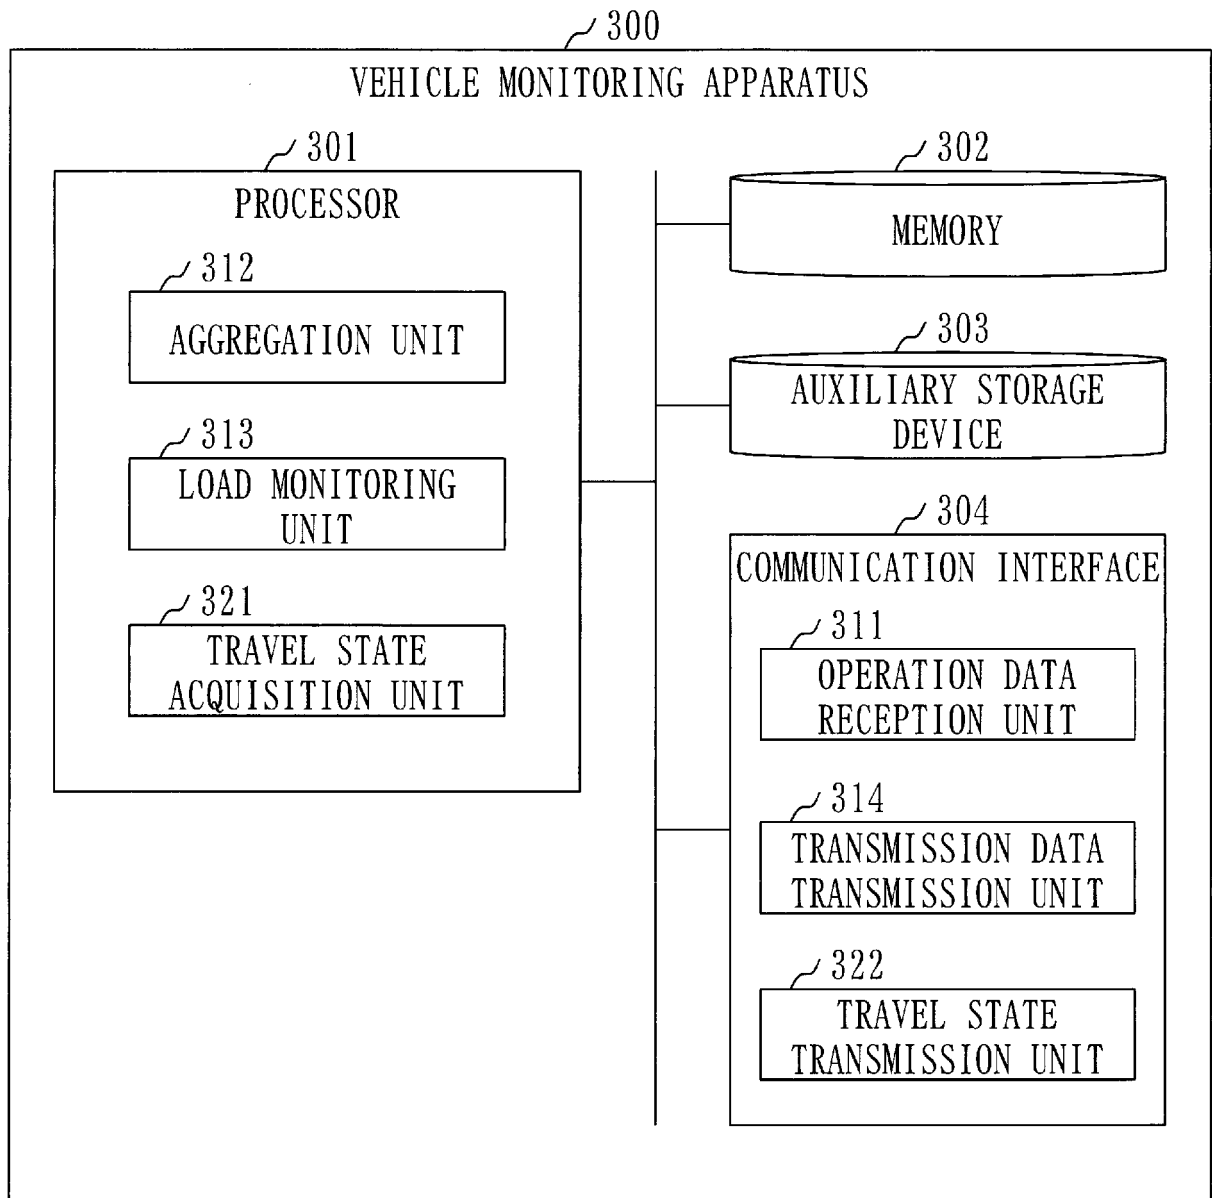 300
VEHICLE MONITORING APPARATUS
301
PROCESSOR
312
AGGREGATION UNIT
313
LOAD MONITORING
UNIT
321
TRAVEL STATE
ACQUISITION UNIT
302
MEMORY
303
AUXILIARY STORAGE
DEVICE
304
COMMUNICATION INTERFACE
311
OPERATION DATA
RECEPTION UNIT
314
TRANSMISSION DATA
TRANSMISSION UNIT
322
TRAVEL STATE
TRANSMISSION UNIT